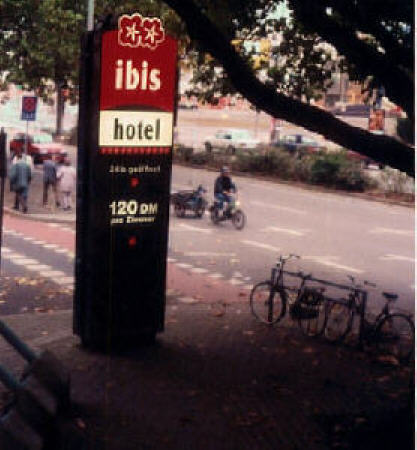 ibis
hotel
24h geöffnet
120 DM
pro Zimmer